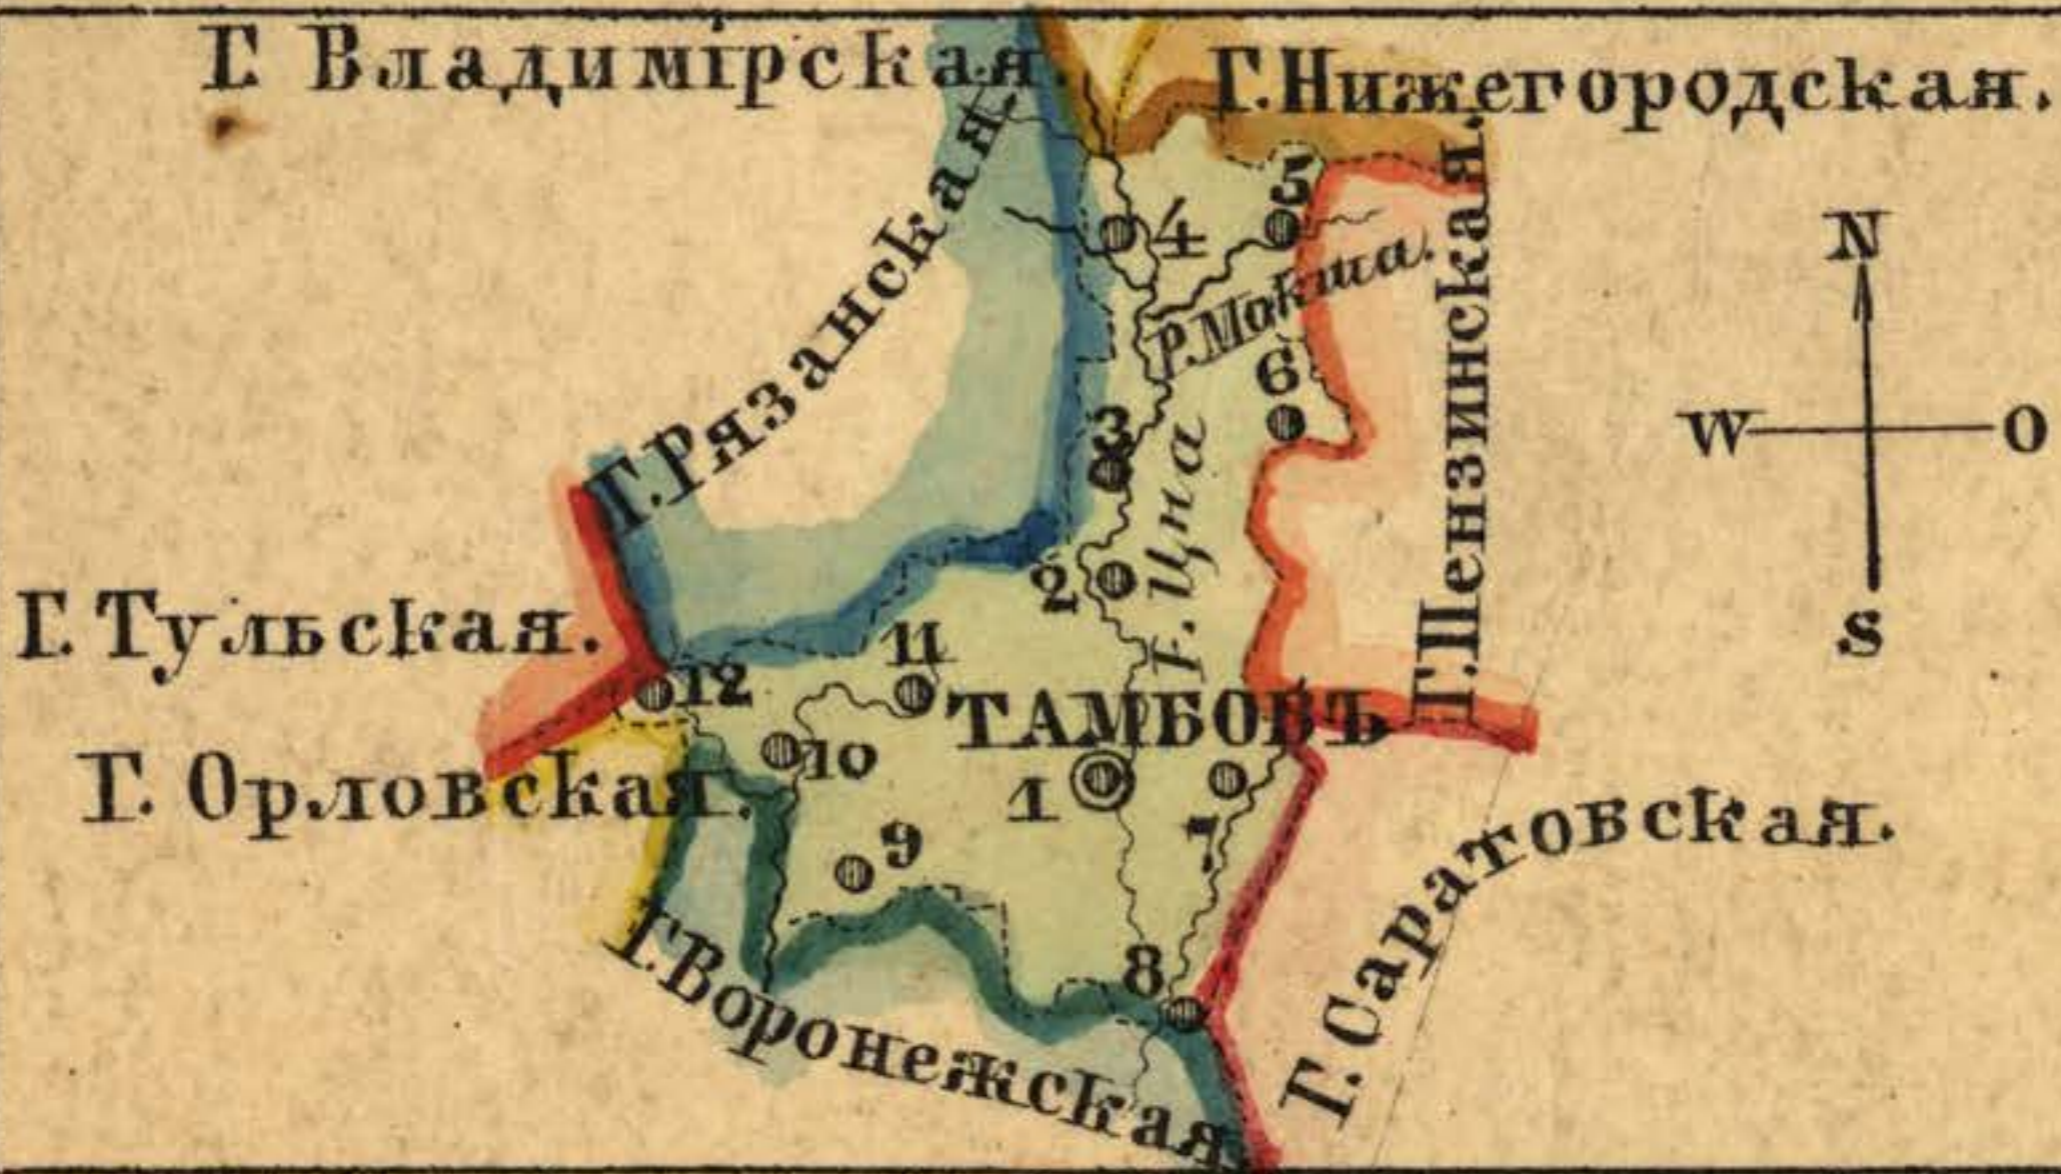 Г. Владимірская.
Г. Нижегородская.
Г. Рязанская.
5
4
Р. Мокша.
Г. Пензинская.
N
W
O
S
6
3
Р. Цна
2
Г. Тульская.
11
12
ТАМБОВЪ
10
Г. Орловская.
1
7
9
Г. Саратовская.
8
Г. Воронежская